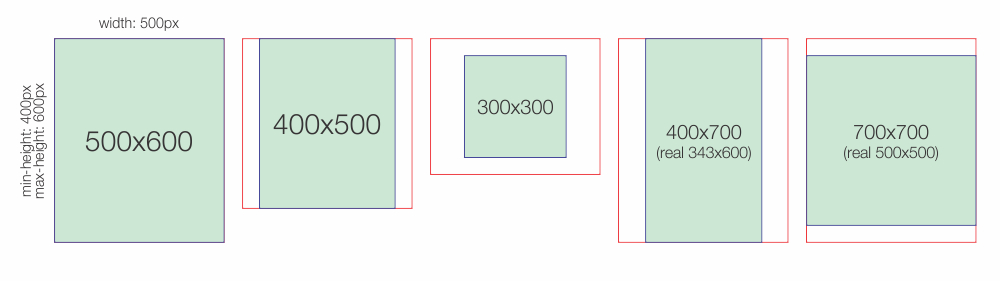 width: 500px
min-height: 400px
max-height: 600px
500x600
400x500
300x300
400x700
(real 343x600)
700x700
(real 500x500)